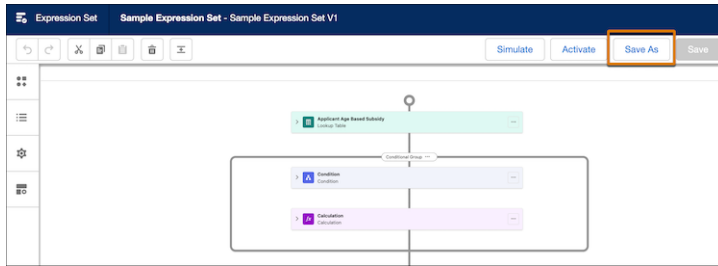 Expression Set Sample Expression Set - Sample Expression Set V1
Simulate Activate Save As Save
Applicant Age Based Subsidy
Lookup Table
Conditional Group
Condition
Condition
fx Calculation
Calculation